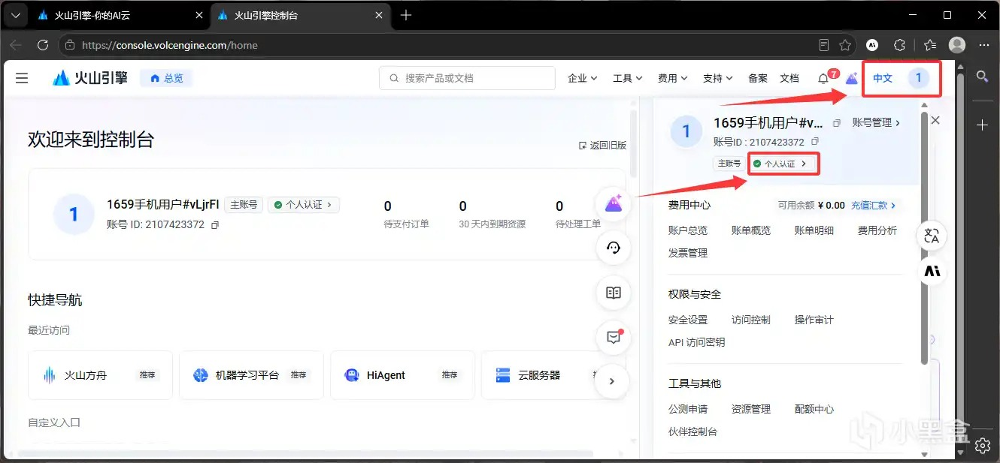 火山引擎-你的AI云
火山引擎控制台
https://console.volcengine.com/home
火山引擎
总览
搜索产品或文档
企业
工具
费用
支持
备案
文档
7
中文
1
欢迎来到控制台
返回旧版
1
1659手机用户#vLjrFI
主账号
个人认证
账号 ID: 2107423372
0
待支付订单
0
30 天内到期资源
0
待处理工单
快捷导航
最近访问
火山方舟
推荐
机器学习平台
推荐
HiAgent
推荐
云服务器
自定义入口
1
1659手机用户#v...
账号管理
账号ID : 2107423372
主账号
个人认证
费用中心
可用余额 ¥ 0.00
充值汇款
账户总览
账单概览
账单明细
费用分析
发票管理
权限与安全
安全设置
访问控制
操作审计
API 访问密钥
工具与其他
公测申请
资源管理
配额中心
伙伴控制台
小黑盒